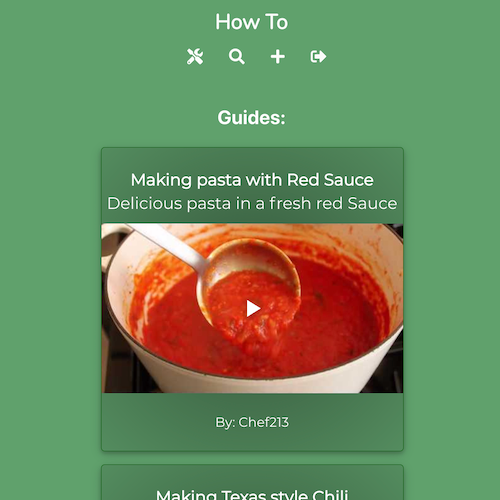 How To
Guides:
Making pasta with Red Sauce
Delicious pasta in a fresh red Sauce
By: Chef213
Making Texas style Chili